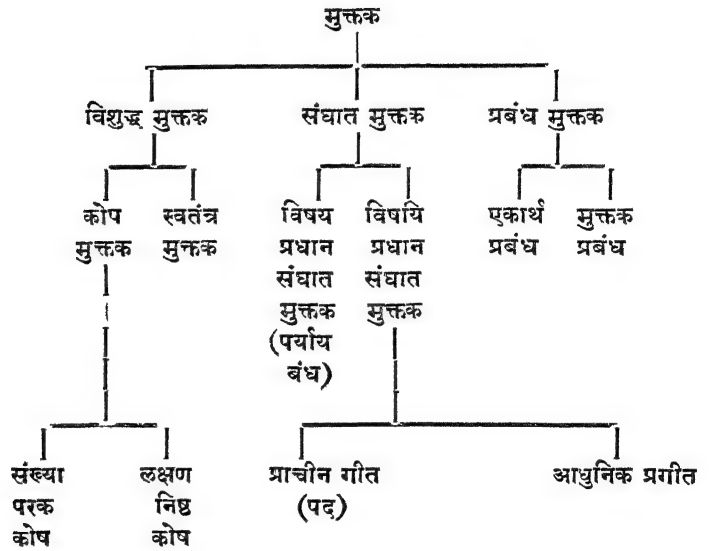 मुक्तक
विशुद्ध मुक्तक संघात मुक्तक प्रबंध मुक्तक
कोप मुक्तक
स्वतंत्र मुक्तक
विषय प्रधान संघात मुक्तक (पर्याय बंध)
विषयि प्रधान संघात मुक्तक
एकार्थ प्रबंध
मुक्तक प्रबंध
संख्या परक कोष
लक्षण निष्ठ कोष
प्राचीन गीत (पद)
आधुनिक प्रगीत